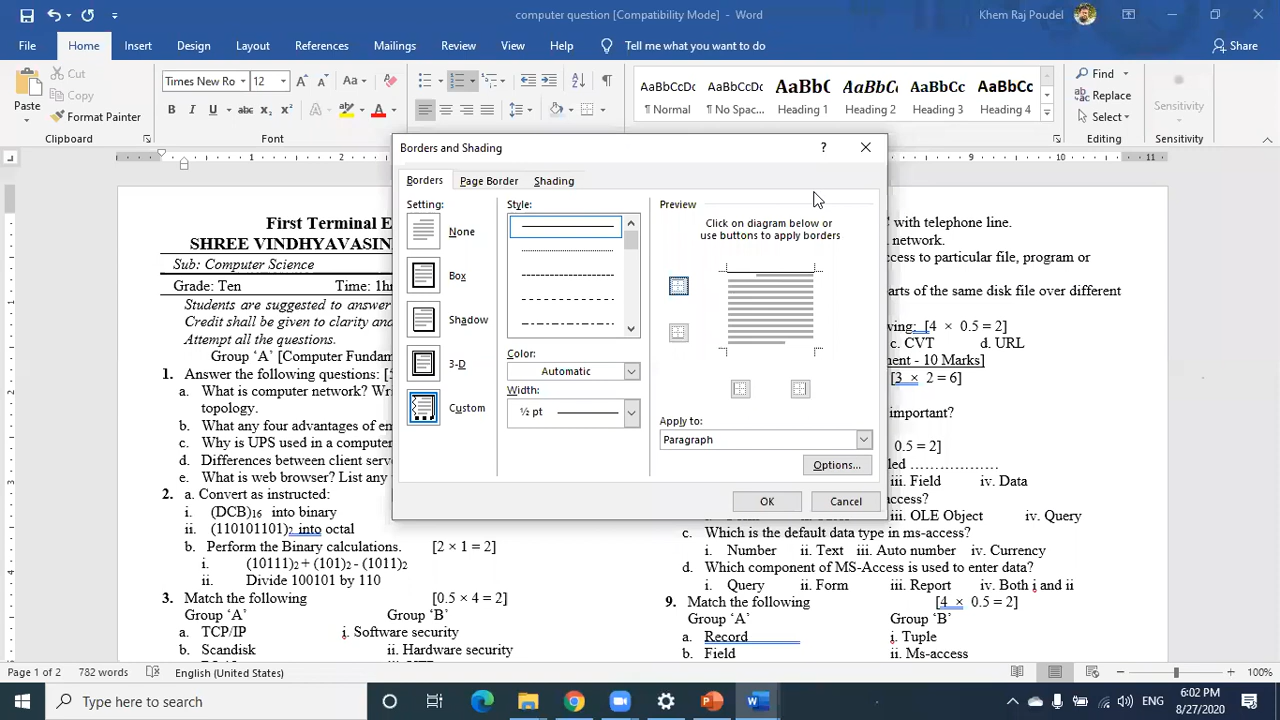 computer question [Compatibility Mode] - Word
Khem Raj Poudel
File Home Insert Design Layout References Mailings Review View Help Tell me what you want to do Share
Paste Cut
Copy
Format Painter
Times New Ro 12
AaBbCcDc AaBbCcDc AaBbC AaBbCc AaBbCc AaBbCc
¶ Normal ¶ No Spac... Heading 1 Heading 2 Heading 3 Heading 4
Find
Replace
Select
Sensitivity
Clipboard Font Editing Sensitivity
First Terminal E
SHREE VINDHYAVASIN
Sub: Computer Science
Grade: Ten Time: 1h
Students are suggested to answer
Credit shall be given to clarity and
Attempt all the questions.
Group ‘A’ [Computer Fundam
1. Answer the following questions: [5
a. What is computer network? Wri
topology.
b. What any four advantages of em
c. Why is UPS used in a computer
d. Differences between client serve
e. What is web browser? List any
2. a. Convert as instructed:
i. (DCB)16 into binary
ii. (110101101)2 into octal
b. Perform the Binary calculations. [2 × 1 = 2]
i. (10111)2 + (101)2 - (1011)2
ii. Divide 100101 by 110
3. Match the following [0.5 × 4 = 2]
Group ‘A’ Group ‘B’
a. TCP/IP i. Software security
b. Scandisk ii. Hardware security
Borders and Shading
Borders Page Border Shading
Setting:
None
Box
Shadow
3-D
Custom
Style:
Color:
Automatic
Width:
½ pt
Preview
Click on diagram below or
use buttons to apply borders
Apply to:
Paragraph
Options...
OK Cancel
C with telephone line.
network.
ccess to particular file, program or
arts of the same disk file over different
wing: [4 × 0.5 = 2]
c. CVT d. URL
ment - 10 Marks]
[3 × 2 = 6]
important?
0.5 = 2]
led ………………
iii. Field iv. Data
access?
iii. OLE Object iv. Query
c. Which is the default data type in ms-access?
i. Number ii. Text iii. Auto number iv. Currency
d. Which component of MS-Access is used to enter data?
i. Query ii. Form iii. Report iv. Both i and ii
9. Match the following [4 × 0.5 = 2]
Group ‘A’ Group ‘B’
a. Record i. Tuple
b. Field ii. Ms-access
Page 1 of 2 782 words English (United States) 100%
Type here to search
ENG
6:02 PM
8/27/2020